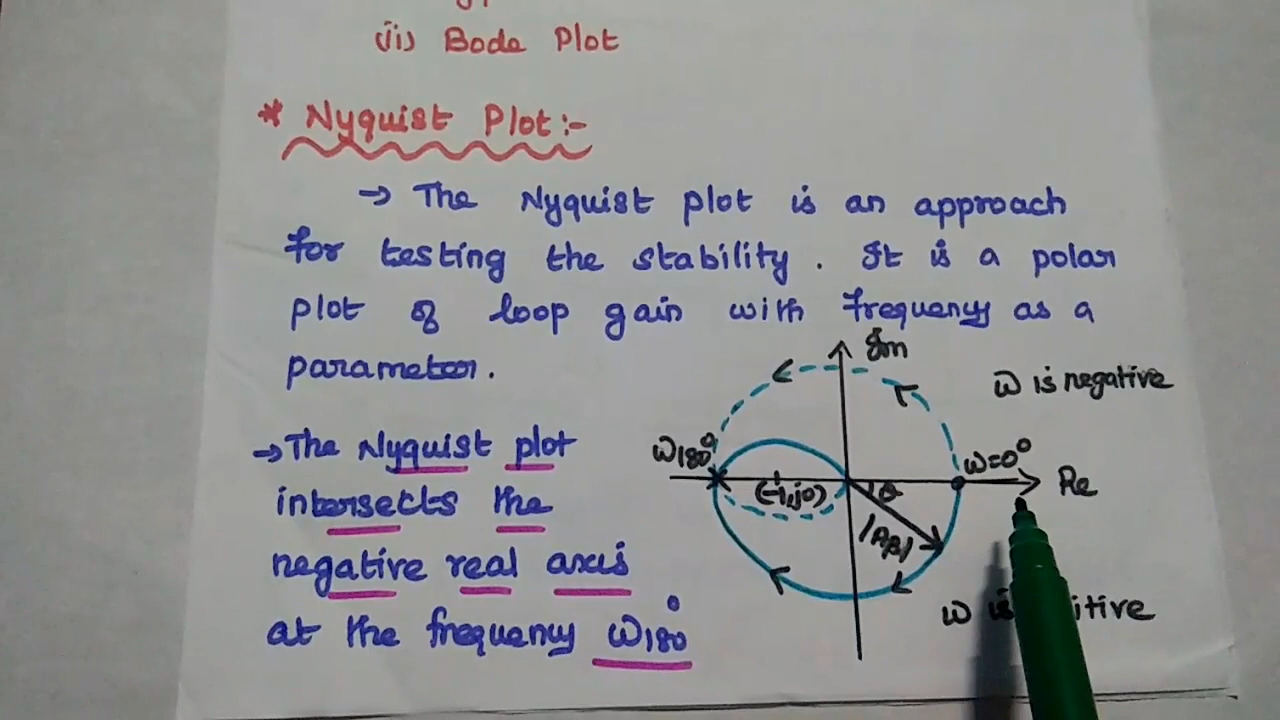 (ii) Bode Plot
* Nyquist Plot:-
→ The Nyquist plot is an approach
for testing the stability. It is a polar
plot of loop gain with frequency as a
parameter.
→ The Nyquist plot
intersects the
negative real axis
at the frequency ω180°
Im
ω is negative
ω180°
ω=0°
Re
(-1,j0)
θ
|Aβ|
ω is